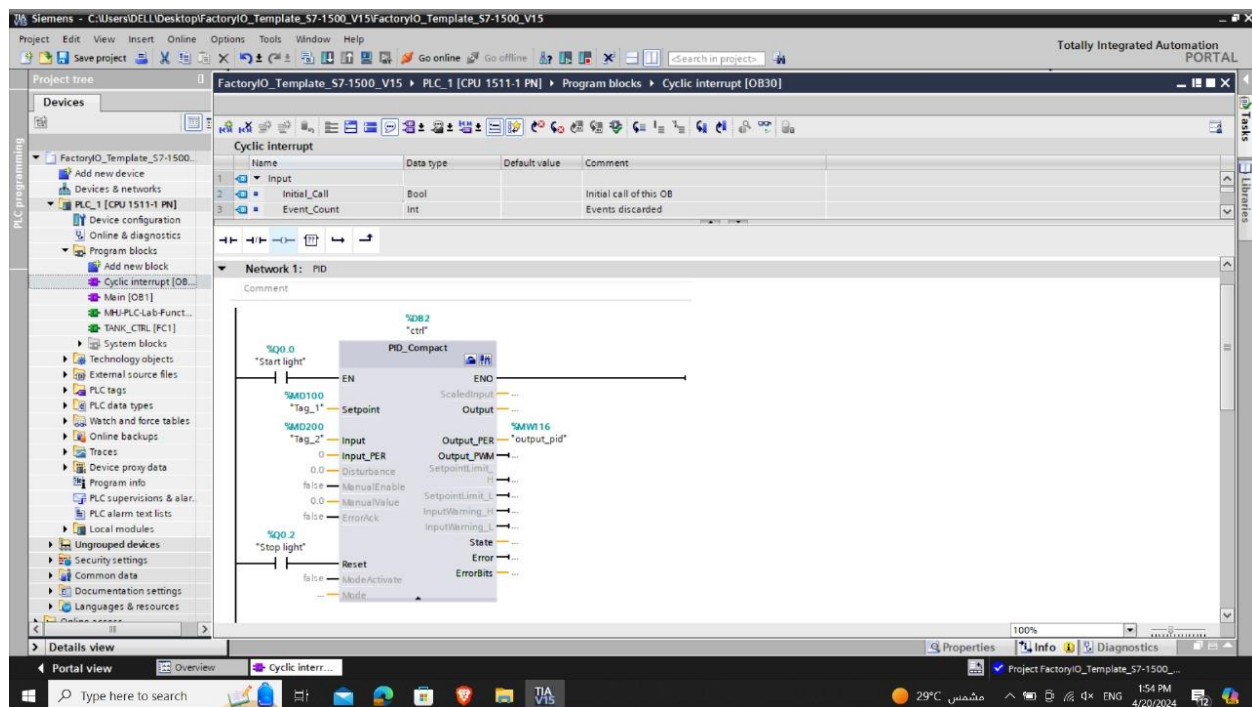 Siemens - C:\Users\DELL\Desktop\FactoryIO_Template_S7-1500_V15\FactoryIO_Template_S7-1500_V15
Project Edit View Insert Online Options Tools Window Help
Totally Integrated Automation
PORTAL
Save project Go online Go offline <Search in project>
Project tree
FactoryIO_Template_S7-1500_V15 PLC_1 [CPU 1511-1 PN] Program blocks Cyclic interrupt [OB30]
Devices
PLC programming
FactoryIO_Template_S7-1500...
Add new device
Devices & networks
PLC_1 [CPU 1511-1 PN]
Device configuration
Online & diagnostics
Program blocks
Add new block
Cyclic interrupt [OB...
Main [OB1]
MHJ-PLC-Lab-Funct...
TANK_CTRL [FC1]
System blocks
Technology objects
External source files
PLC tags
PLC data types
Watch and force tables
Online backups
Traces
Device proxy data
Program info
PLC supervisions & alar..
PLC alarm text lists
Local modules
Ungrouped devices
Security settings
Common data
Documentation settings
Languages & resources
Online access
Details view
Cyclic interrupt
Name Data type Default value Comment
1 Input
2 Initial_Call Bool Initial call of this OB
3 Event_Count Int Events discarded
??
Network 1: PID
Comment
%DB2
"ctrl"
PID_Compact
%Q0.0
"Start light"
EN ENO
ScaledInput ...
%MD100
"Tag_1" Setpoint Output ...
%MD200 %MW116
"Tag_2" Input Output_PER "output_pid"
0 Input_PER Output_PWM ...
0.0 Disturbance SetpointLimit_
H ...
false ManualEnable
0.0 ManualValue SetpointLimit_L ...
false ErrorAck InputWarning_H ...
InputWarning_L ...
%Q0.2
"Stop light" State ...
Reset Error ...
false ModeActivate ErrorBits ...
... Mode
100%
Properties Info Diagnostics
Tasks
Libraries
Portal view Overview Cyclic interr... Project FactoryIO_Template_S7-1500_...
Type here to search TIA V15 29°C مشمس ENG 1:54 PM
4/20/2024 12